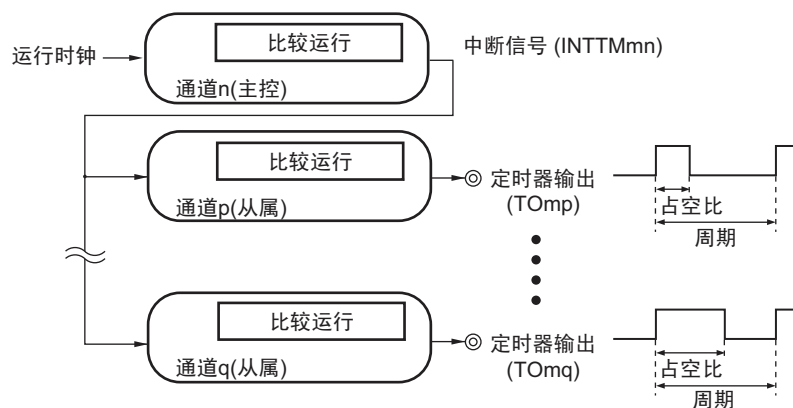 比较运行
运行时钟
中断信号 (INTTMmn)
通道n(主控)
比较运行
定时器输出
(TOmp)
通道p(从属)
占空比
周期
比较运行
定时器输出
(TOmq)
通道q(从属)
占空比
周期